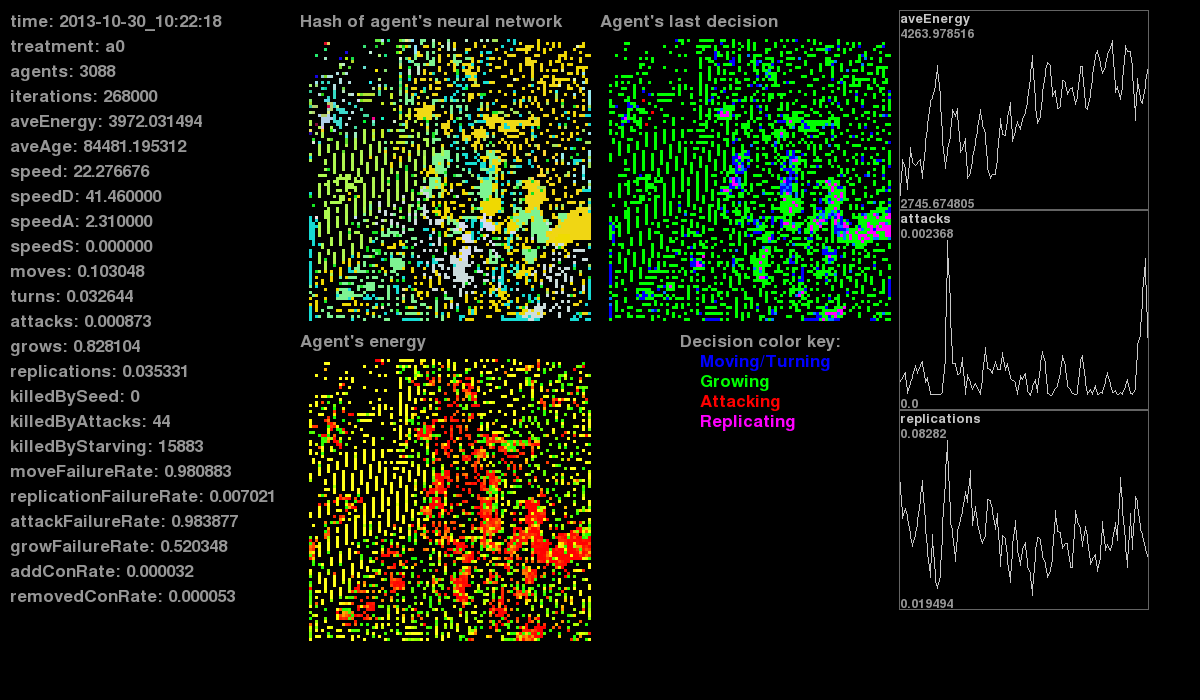 time: 2013-10-30_10:22:18
treatment: a0
agents: 3088
iterations: 268000
aveEnergy: 3972.031494
aveAge: 84481.195312
speed: 22.276676
speedD: 41.460000
speedA: 2.310000
speedS: 0.000000
moves: 0.103048
turns: 0.032644
attacks: 0.000873
grows: 0.828104
replications: 0.035331
killedBySeed: 0
killedByAttacks: 44
killedByStarving: 15883
moveFailureRate: 0.980883
replicationFailureRate: 0.007021
attackFailureRate: 0.983877
growFailureRate: 0.520348
addConRate: 0.000032
removedConRate: 0.000053
Hash of agent's neural network
Agent's last decision
Agent's energy
Decision color key:
Moving/Turning
Growing
Attacking
Replicating
aveEnergy
4263.978516
2745.674805
attacks
0.002368
0.0
replications
0.08282
0.019494